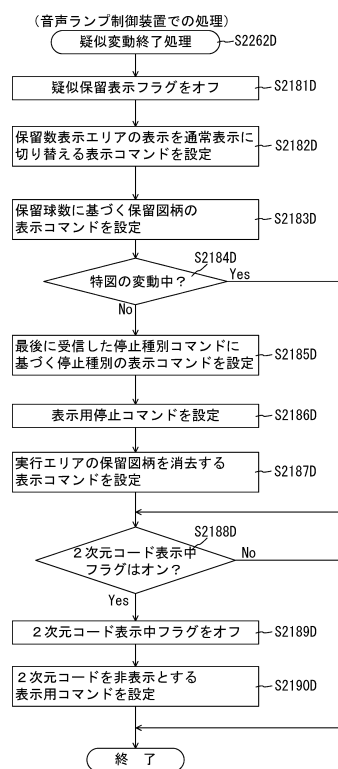 (音声ランプ制御装置での処理)
疑似変動終了処理
S2262D
疑似保留表示フラグをオフ
S2181D
保留数表示エリアの表示を通常表示に
切り替える表示コマンドを設定
S2182D
保留球数に基づく保留図柄の
表示コマンドを設定
S2183D
S2184D
特図の変動中?
Yes
No
最後に受信した停止種別コマンドに
基づく停止種別の表示コマンドを設定
S2185D
表示用停止コマンドを設定
S2186D
実行エリアの保留図柄を消去する
表示コマンドを設定
S2187D
S2188D
2次元コード表示中
フラグはオン?
No
Yes
2次元コード表示中フラグをオフ
S2189D
2次元コードを非表示とする
表示用コマンドを設定
S2190D
終 了